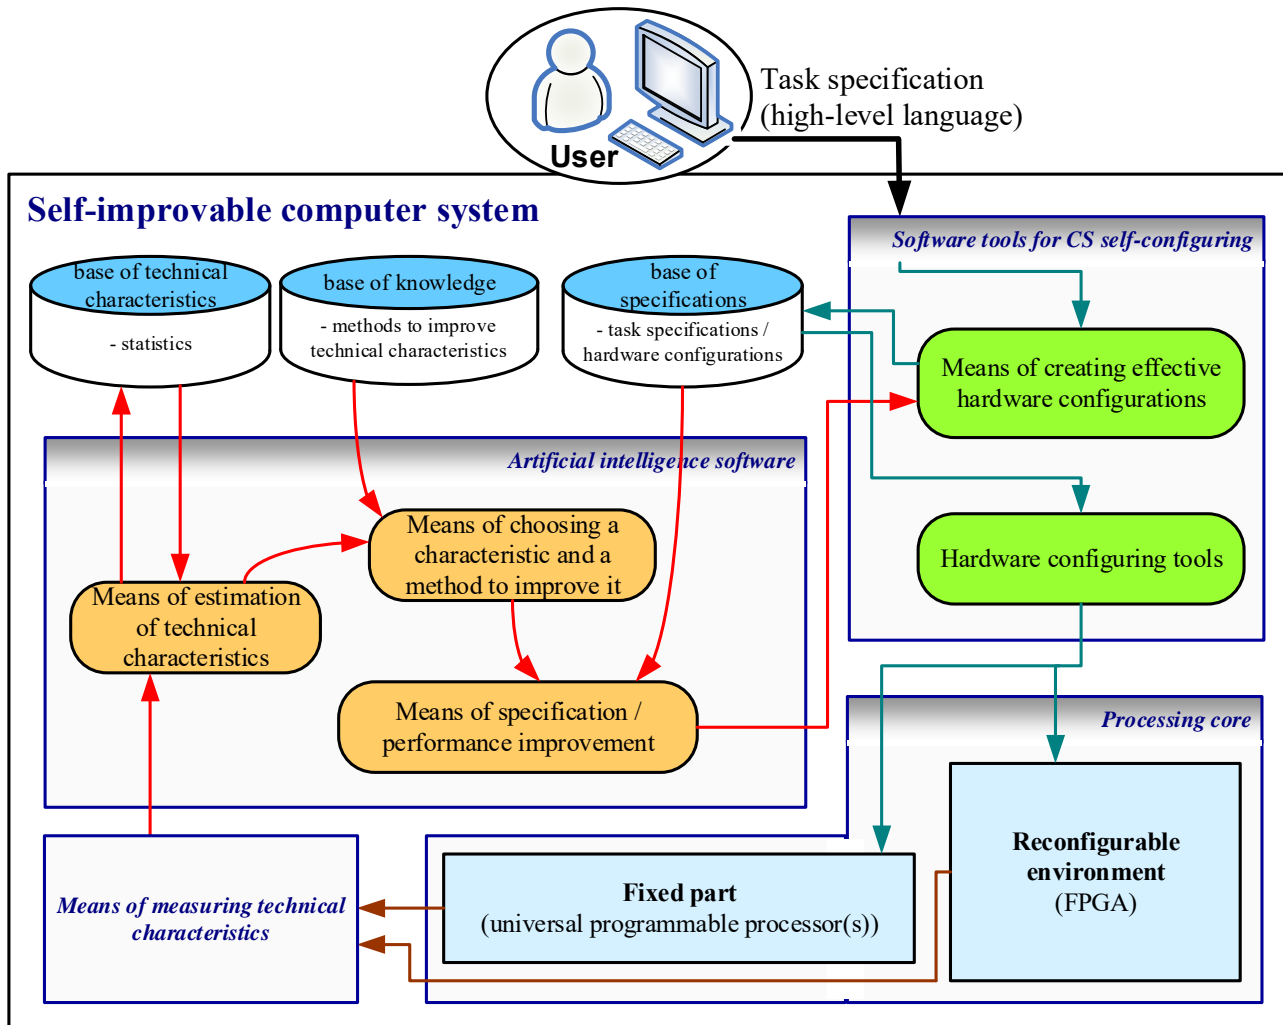 Task specification
(high-level language)
User
Self-improvable computer system
Software tools for CS self-configuring
base of technical
characteristics
- statistics
base of knowledge
- methods to improve
technical characteristics
base of
specifications
- task specifications /
hardware configurations
Means of creating effective
hardware configurations
Artificial intelligence software
Means of choosing a
characteristic and a
method to improve it
Hardware configuring tools
Means of estimation
of technical
characteristics
Means of specification /
performance improvement
Processing core
Reconfigurable
environment
(FPGA)
Fixed part
(universal programmable processor(s))
Means of measuring technical
characteristics